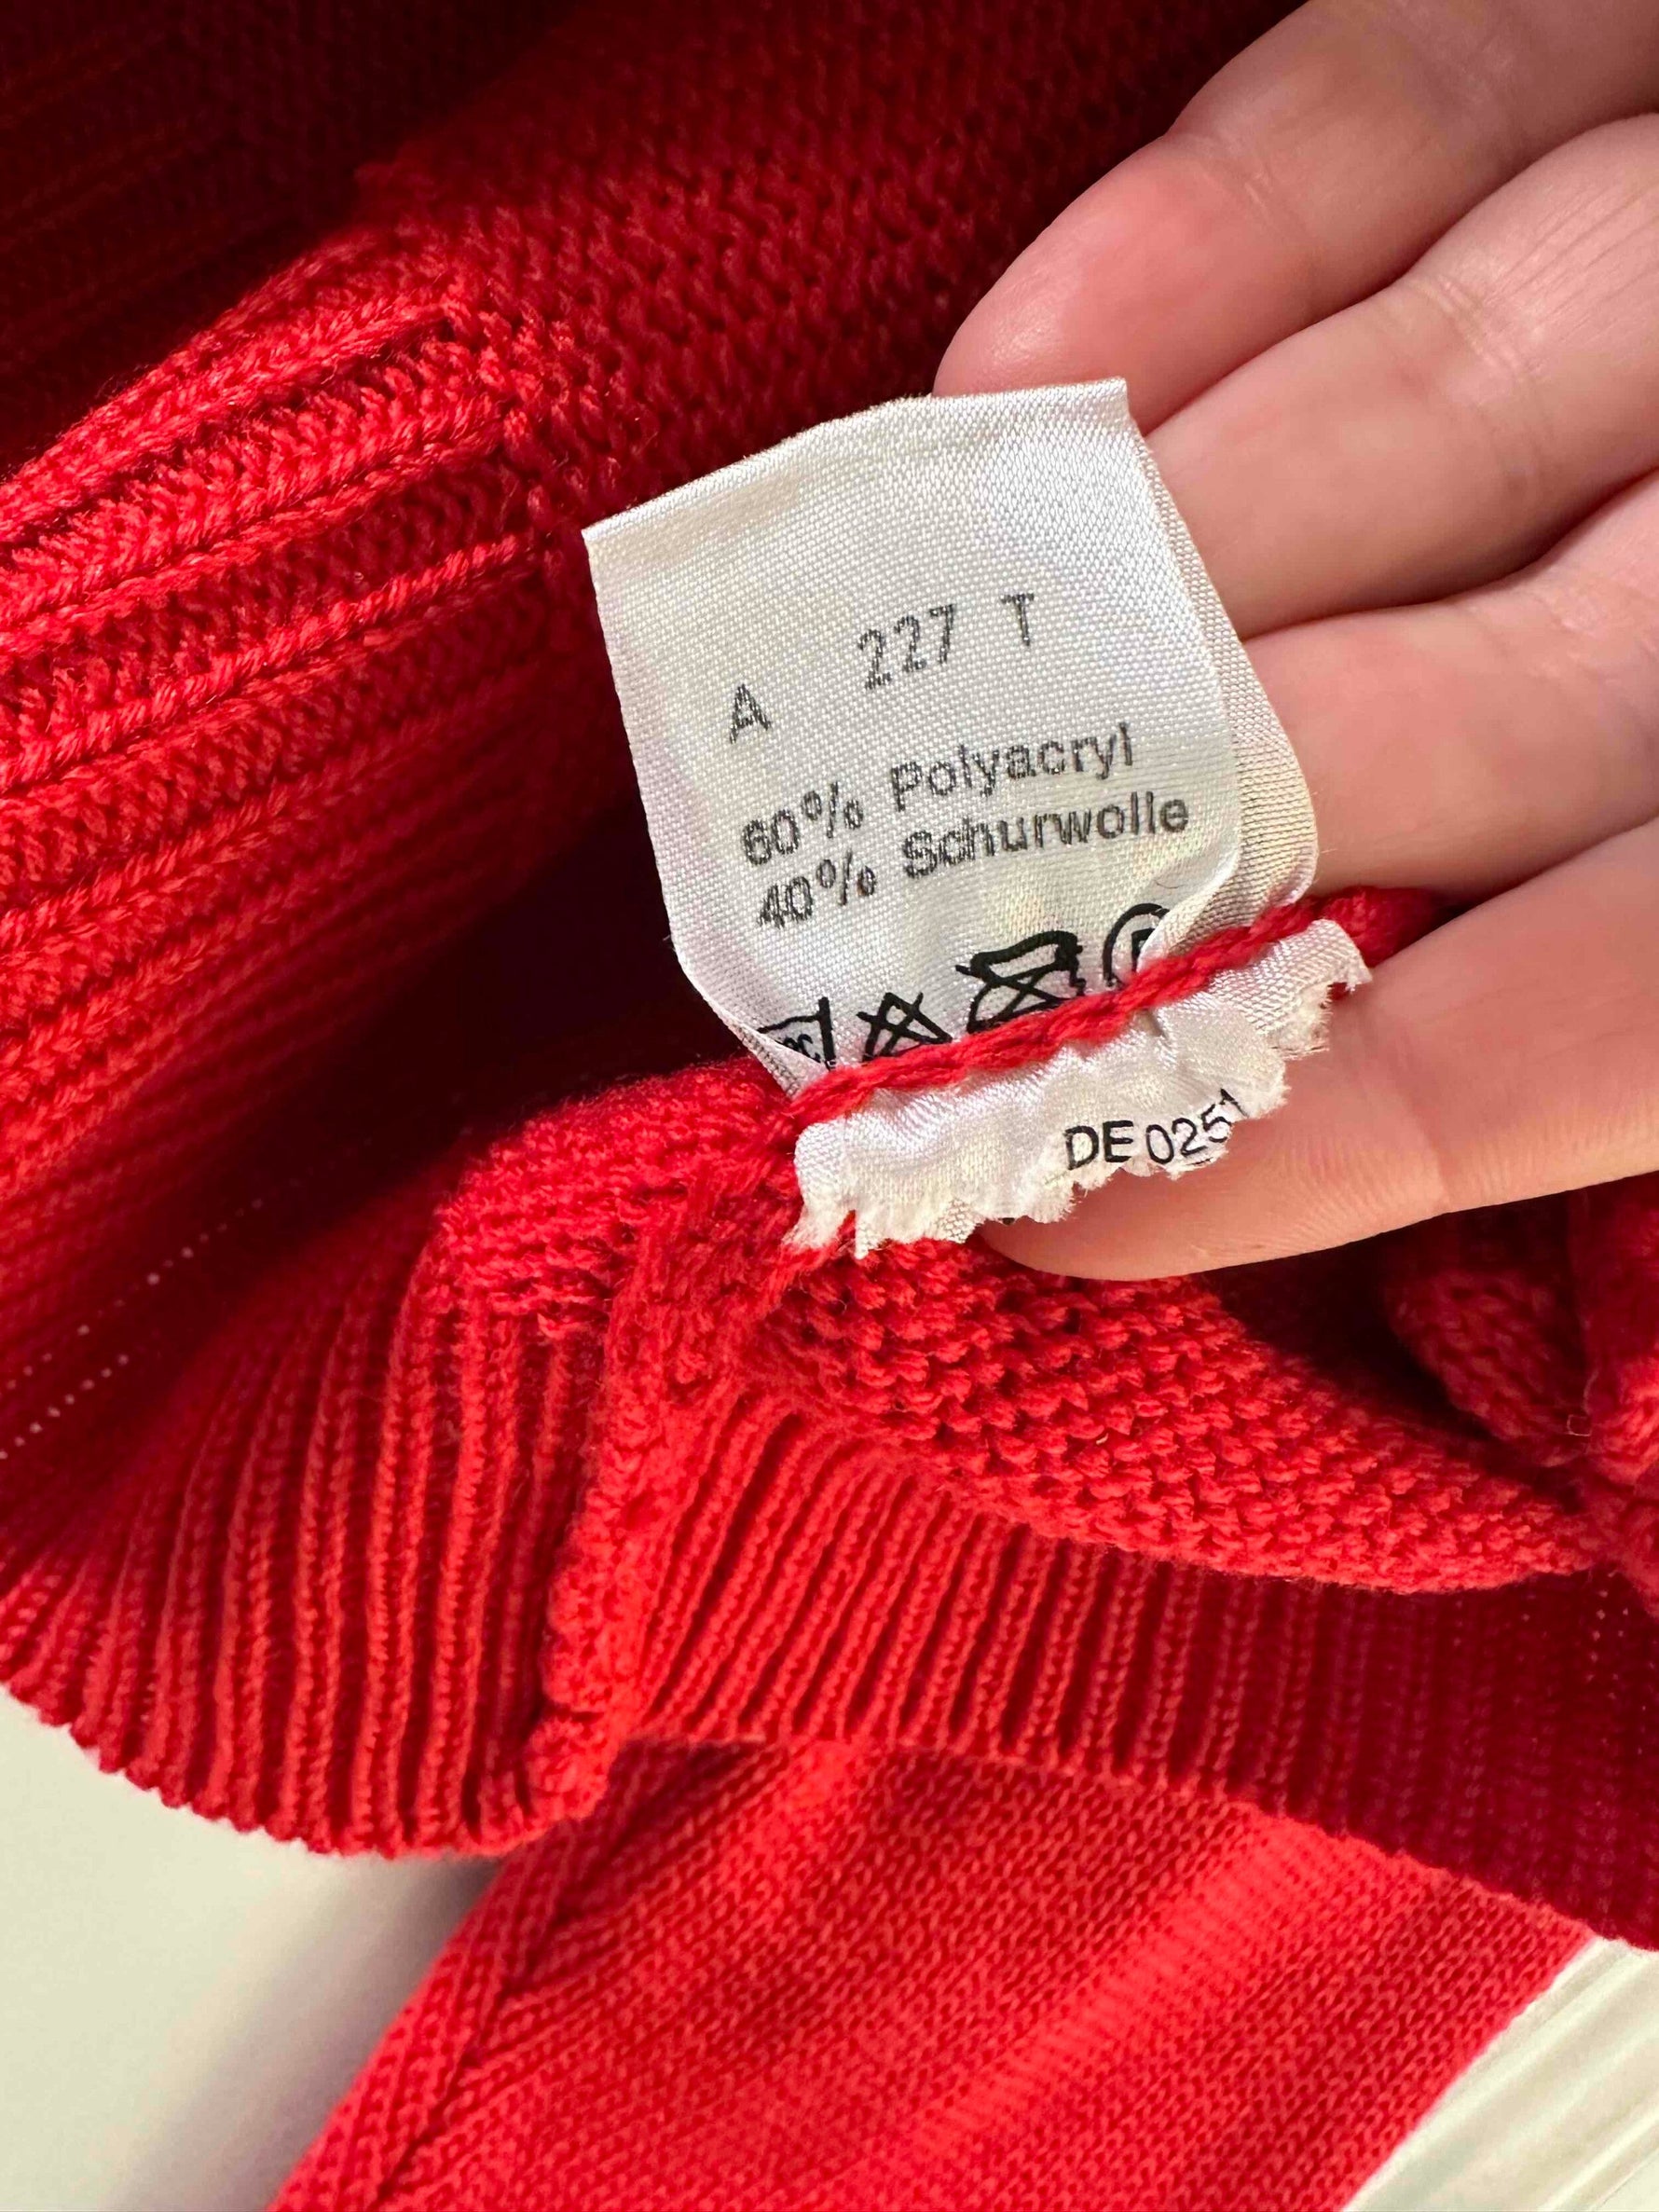 A 227 T
60% Polyacryl
40% Schurwolle
DE 0251